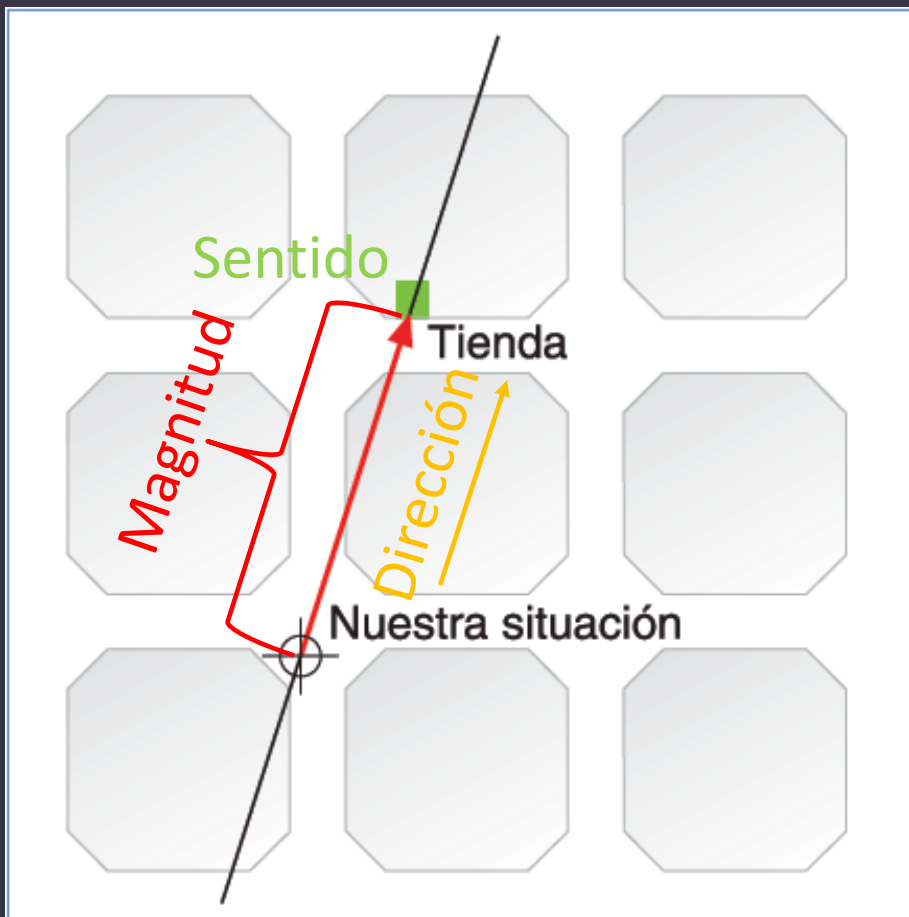 Sentido
Magnitud
Tienda
Dirección
Nuestra situación